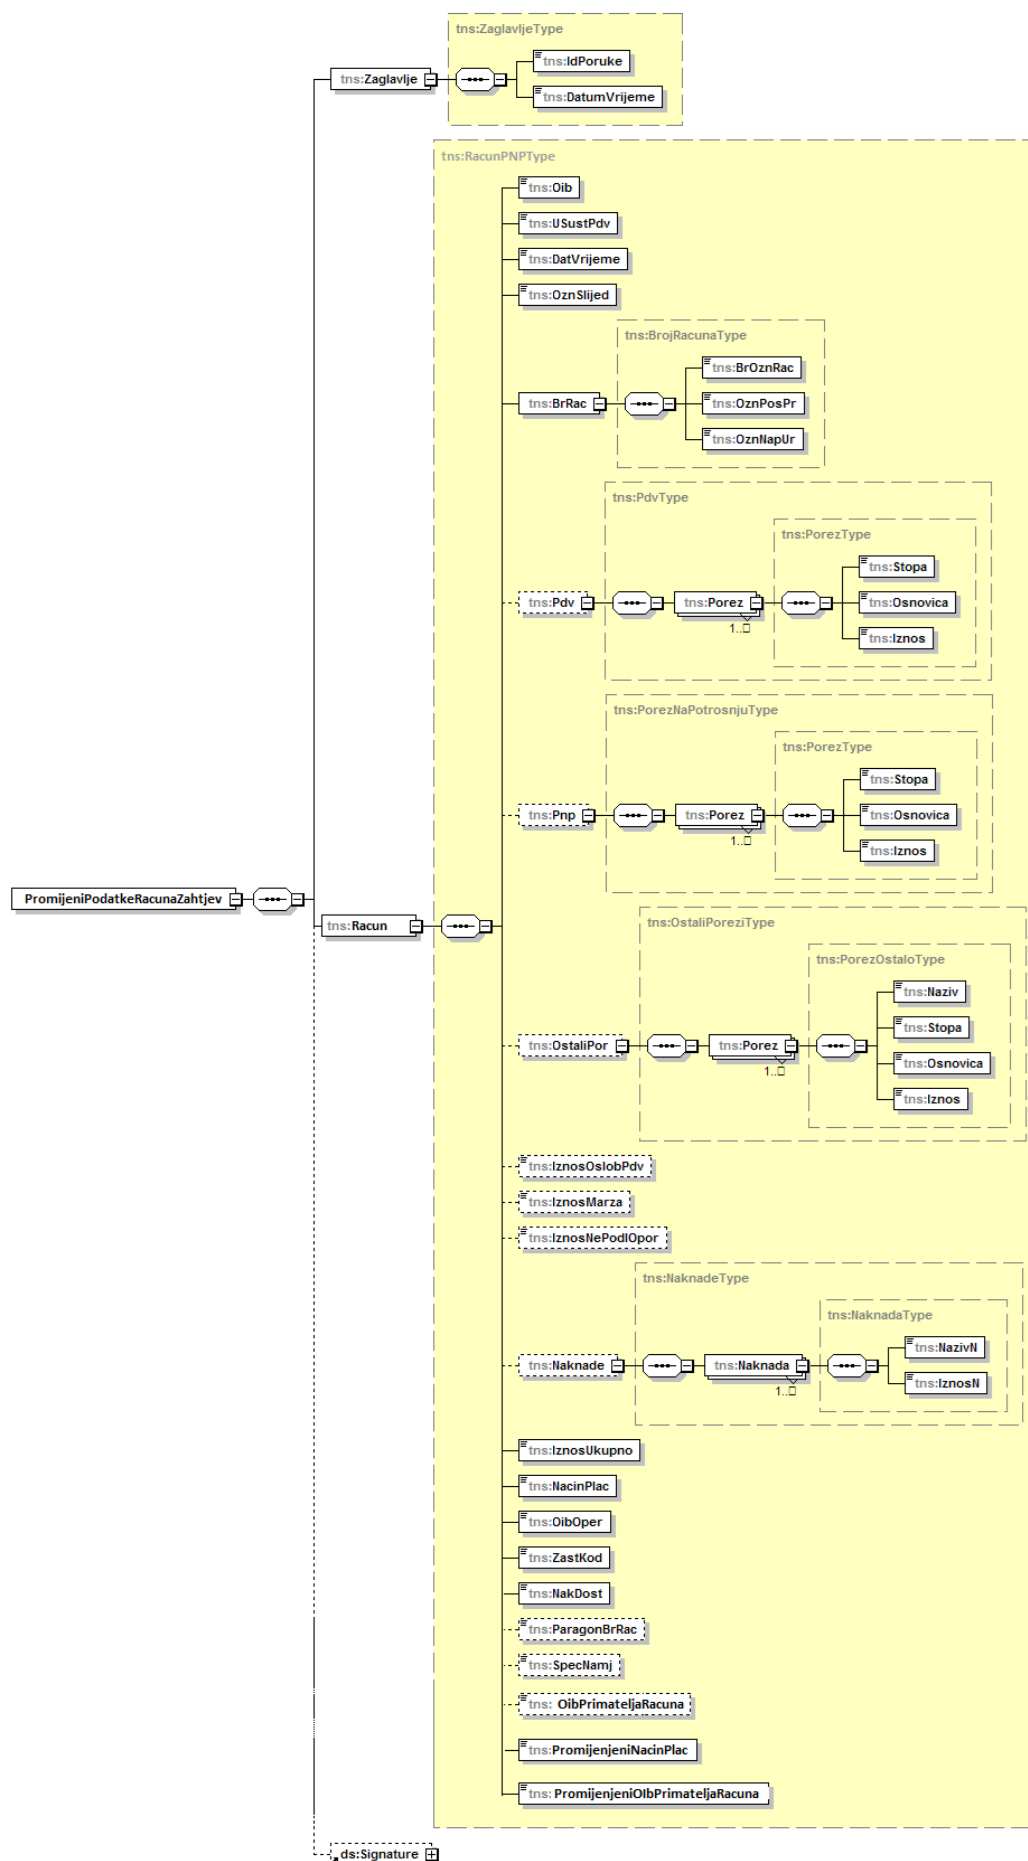 tns:ZaglavljeType
tns:Zaglavlje
tns:IdPoruke
tns:DatumVrijeme
tns:RacunPNPType
tns:Oib
tns:USustPdv
tns:DatVrijeme
tns:OznSlijed
tns:BrojRacunaType
tns:BrRac
tns:BrOznRac
tns:OznPosPr
tns:OznNapUr
tns:PdvType
tns:PorezType
tns:Pdv
tns:Porez
1..□
tns:Stopa
tns:Osnovica
tns:Iznos
tns:PorezNaPotrosnjuType
tns:PorezType
tns:Pnp
tns:Porez
1..□
tns:Stopa
tns:Osnovica
tns:Iznos
PromijeniPodatkeRacunaZahtjev
tns:Racun
tns:OstaliPoreziType
tns:PorezOstaloType
tns:OstaliPor
tns:Porez
1..□
tns:Naziv
tns:Stopa
tns:Osnovica
tns:Iznos
tns:IznosOslobPdv
tns:IznosMarza
tns:IznosNePodlOpor
tns:NaknadeType
tns:NaknadaType
tns:Naknade
tns:Naknada
1..□
tns:NazivN
tns:IznosN
tns:IznosUkupno
tns:NacinPlac
tns:OibOper
tns:ZastKod
tns:NakDost
tns:ParagonBrRac
tns:SpecNamj
tns: OibPrimateljaRacuna
tns:PromijenjeniNacinPlac
tns: PromijenjeniOIbPrimateljaRacuna
ds:Signature